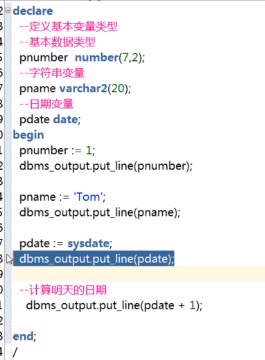 declare
--定义基本变量类型
--基本数据类型
pnumber number(7,2);
--字符串变量
pname varchar2(20);
--日期变量
pdate date;
begin
pnumber := 1;
dbms_output.put_line(pnumber);
pname := 'Tom';
dbms_output.put_line(pname);
pdate := sysdate;
dbms_output.put_line(pdate);
--计算明天的日期
dbms_output.put_line(pdate + 1);
end;
/